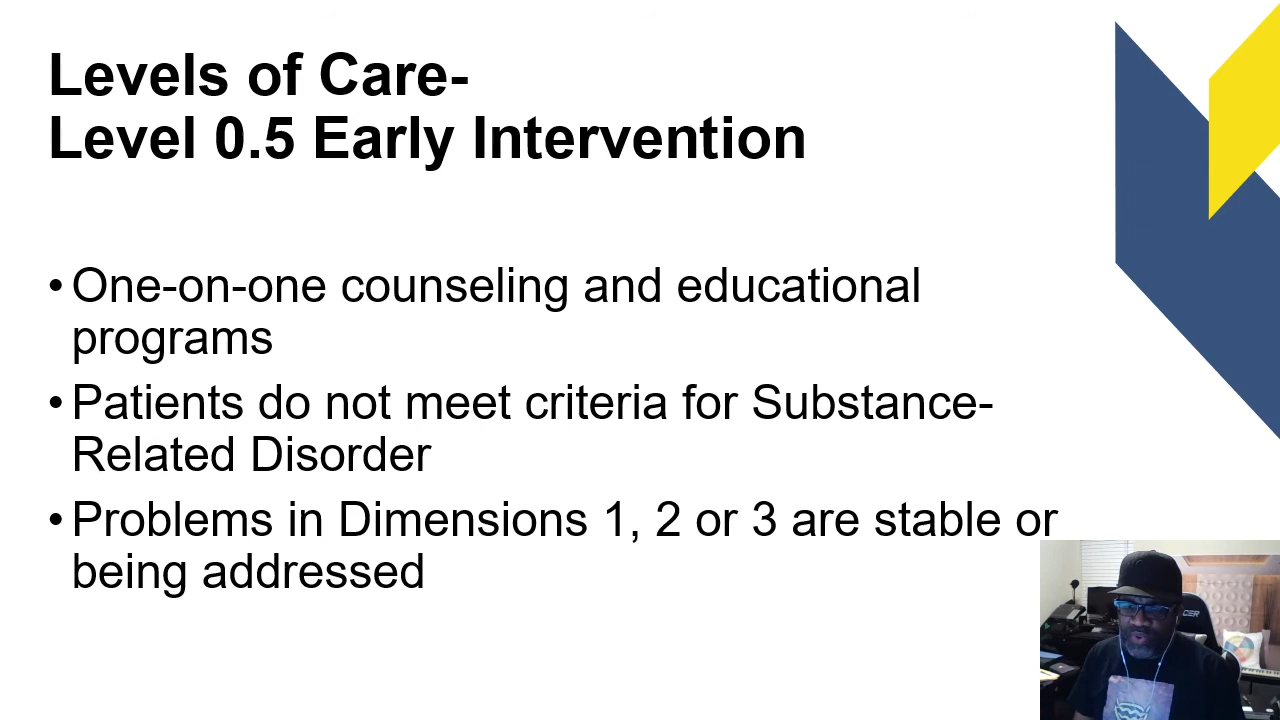 Levels of Care-
Level 0.5 Early Intervention
• One-on-one counseling and educational
programs
• Patients do not meet criteria for Substance-
Related Disorder
• Problems in Dimensions 1, 2 or 3 are stable or
being addressed